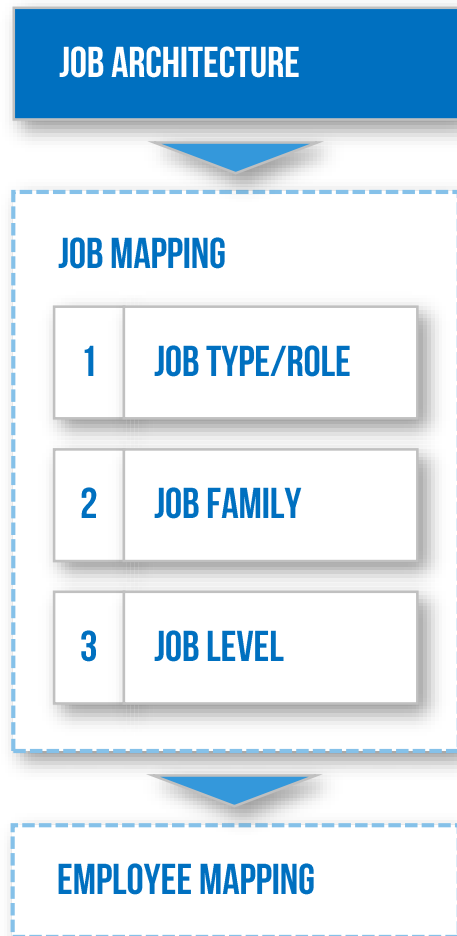 JOB ARCHITECTURE
JOB MAPPING
1 JOB TYPE/ROLE
2 JOB FAMILY
3 JOB LEVEL
EMPLOYEE MAPPING